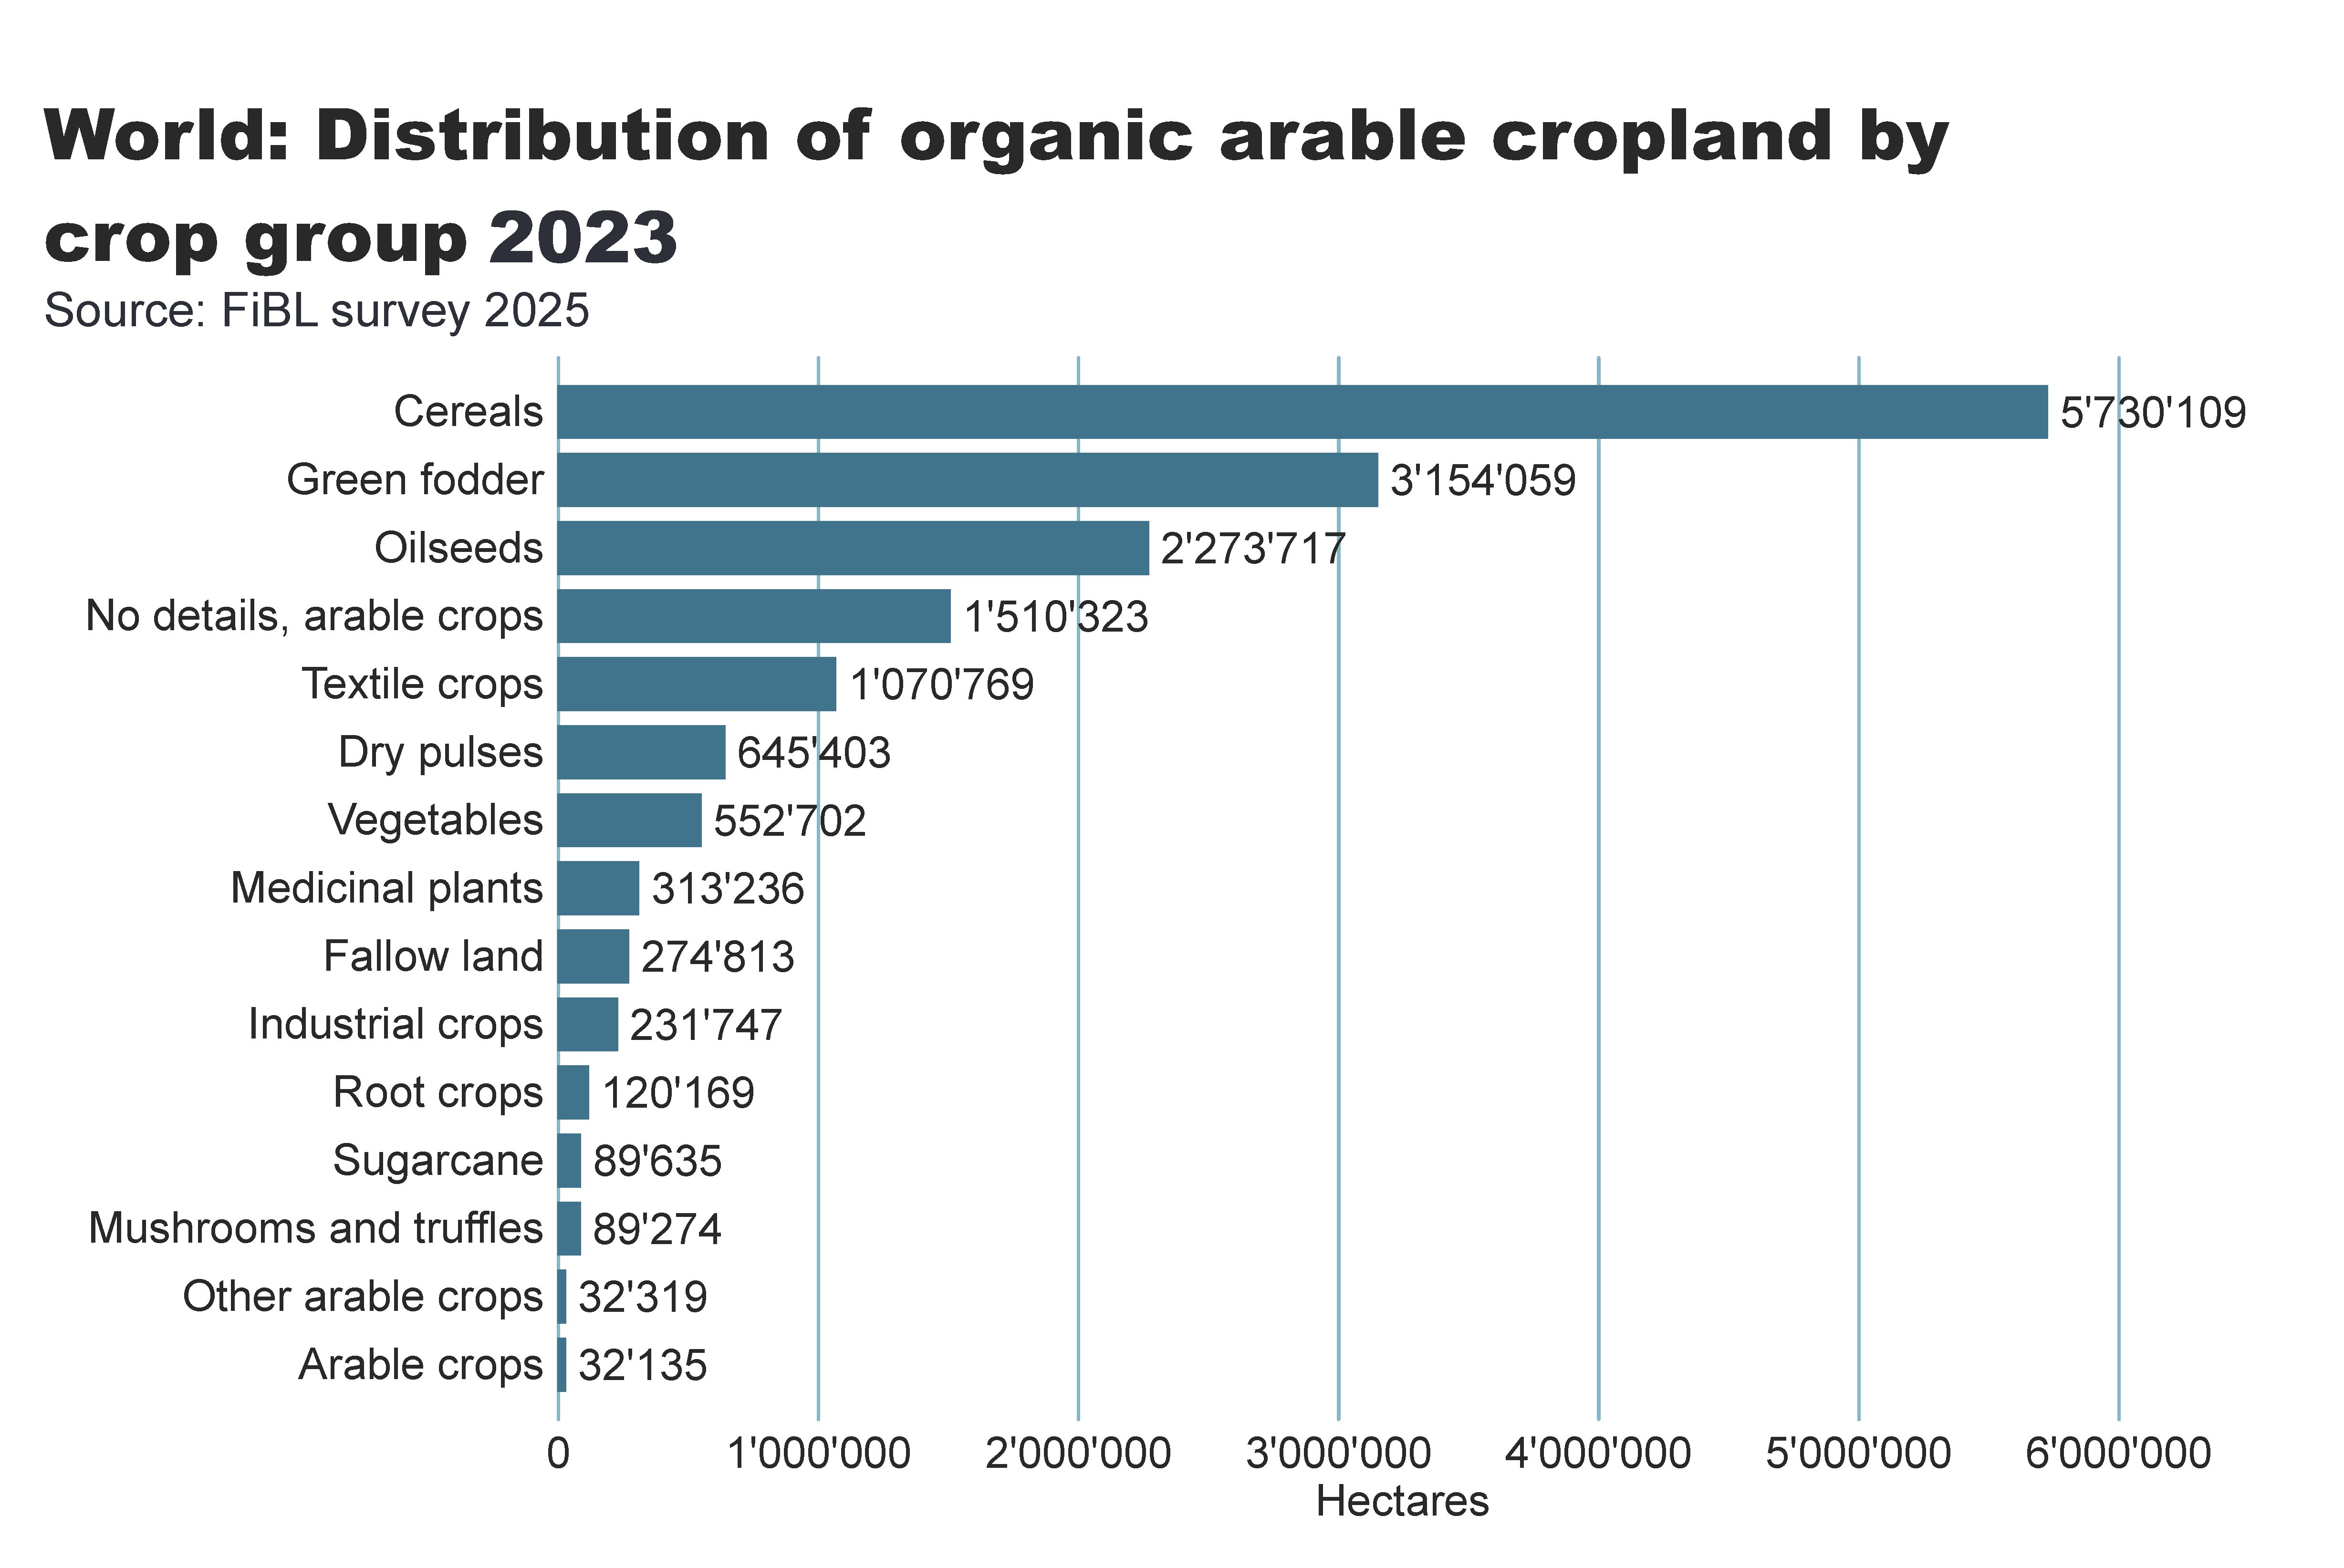 World: Distribution of organic arable cropland by
crop group 2023
Source: FiBL survey 2025
Cereals 5'730'109
Green fodder 3'154'059
Oilseeds 2'273'717
No details, arable crops 1'510'323
Textile crops 1'070'769
Dry pulses 645'403
Vegetables 552'702
Medicinal plants 313'236
Fallow land 274'813
Industrial crops 231'747
Root crops 120'169
Sugarcane 89'635
Mushrooms and truffles 89'274
Other arable crops 32'319
Arable crops 32'135
0 1'000'000 2'000'000 3'000'000 4'000'000 5'000'000 6'000'000
Hectares